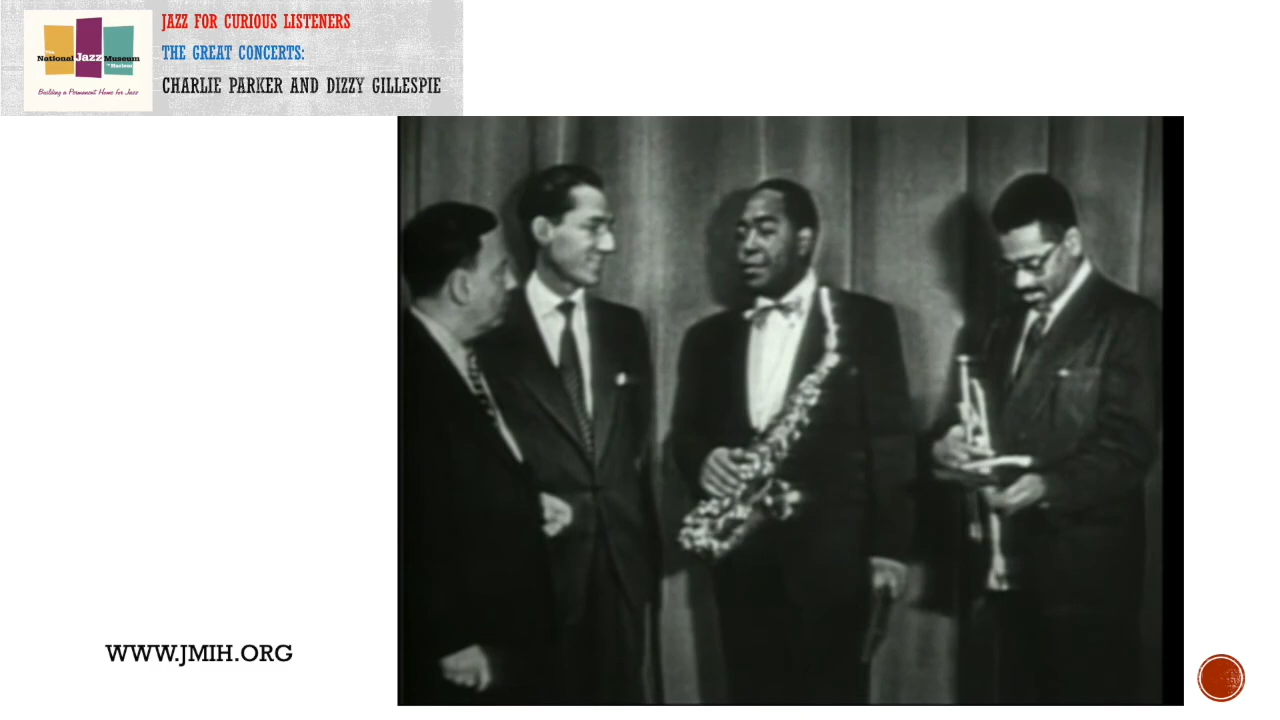 JAZZ FOR CURIOUS LISTENERS
THE GREAT CONCERTS:
CHARLIE PARKER AND DIZZY GILLESPIE
The
National Jazz Museum
in Harlem
Building a Permanent Home for Jazz
WWW.JMIH.ORG